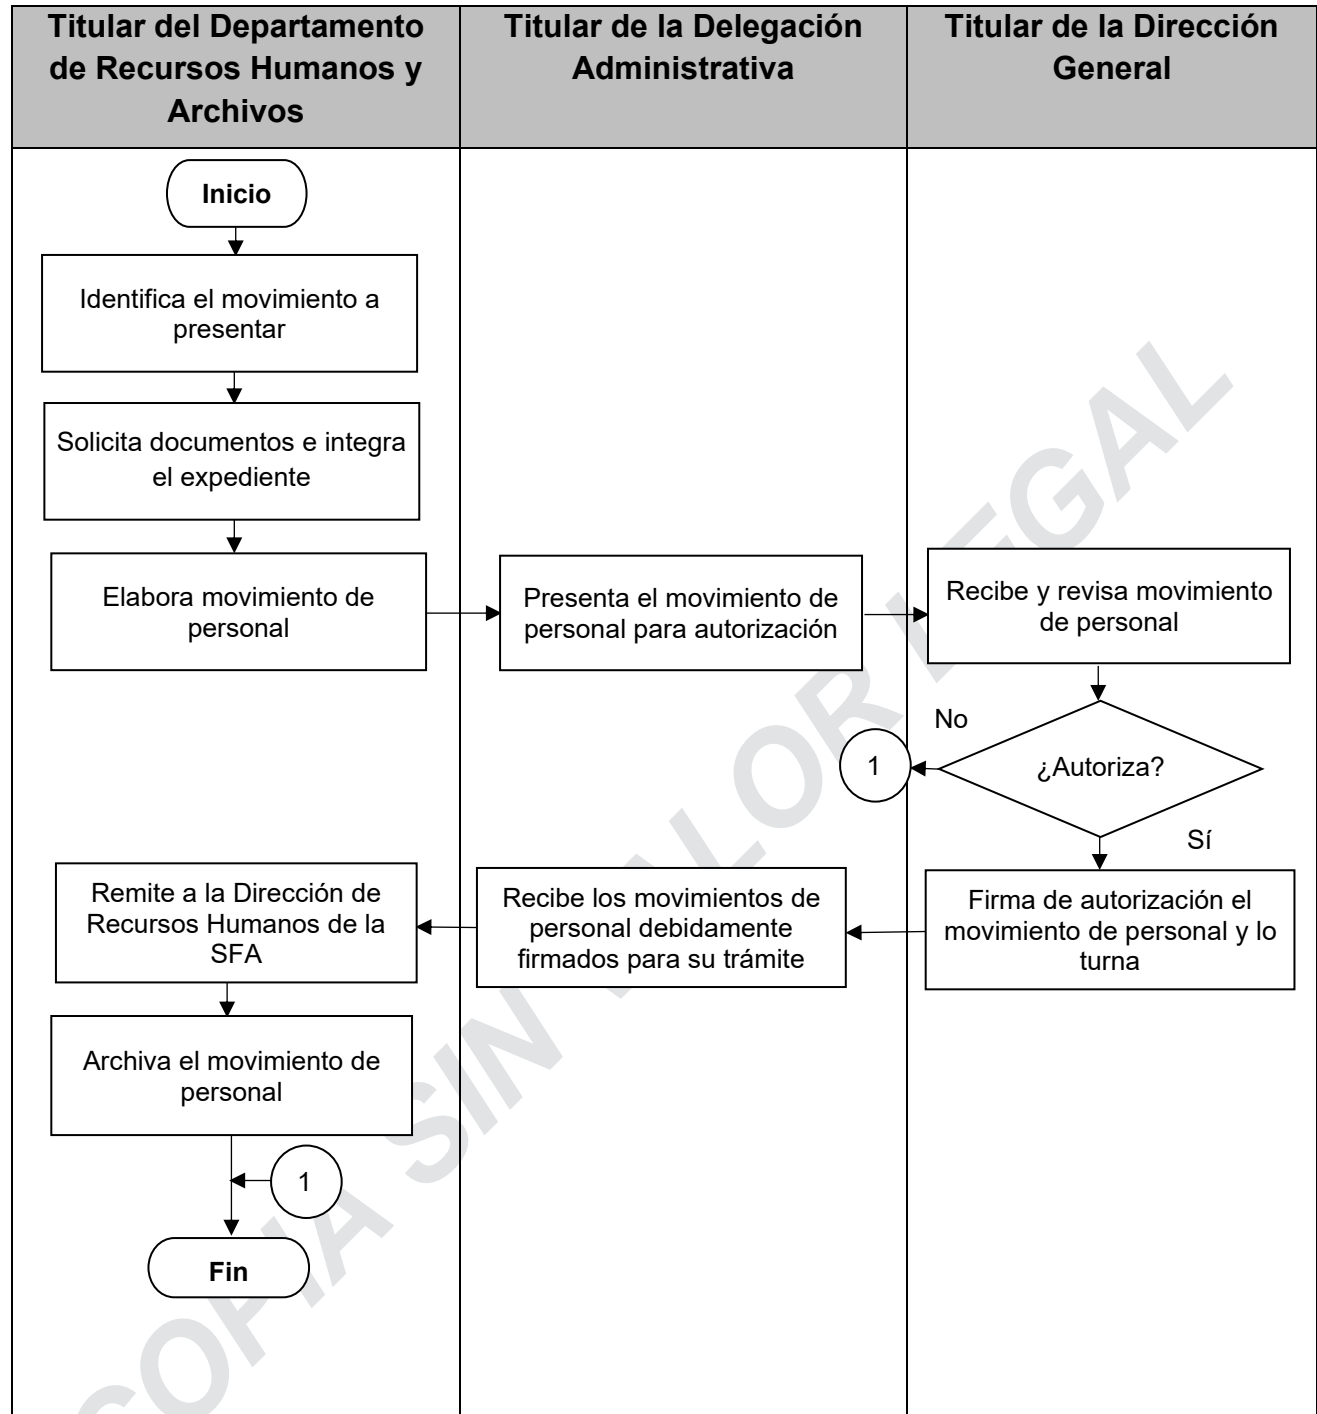 Titular del Departamento
de Recursos Humanos y
Archivos
Titular de la Delegación
Administrativa
Titular de la Dirección
General
Inicio
Identifica el movimiento a
presentar
Solicita documentos e integra
el expediente
Elabora movimiento de
personal
Presenta el movimiento de
personal para autorización
Recibe y revisa movimiento
de personal
No
1
¿Autoriza?
Sí
Firma de autorización el
movimiento de personal y lo
turna
Recibe los movimientos de
personal debidamente
firmados para su trámite
Remite a la Dirección de
Recursos Humanos de la
SFA
Archiva el movimiento de
personal
1
Fin
COPIA SIN VALOR LEGAL